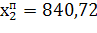 x₂ⁿ = 840,72